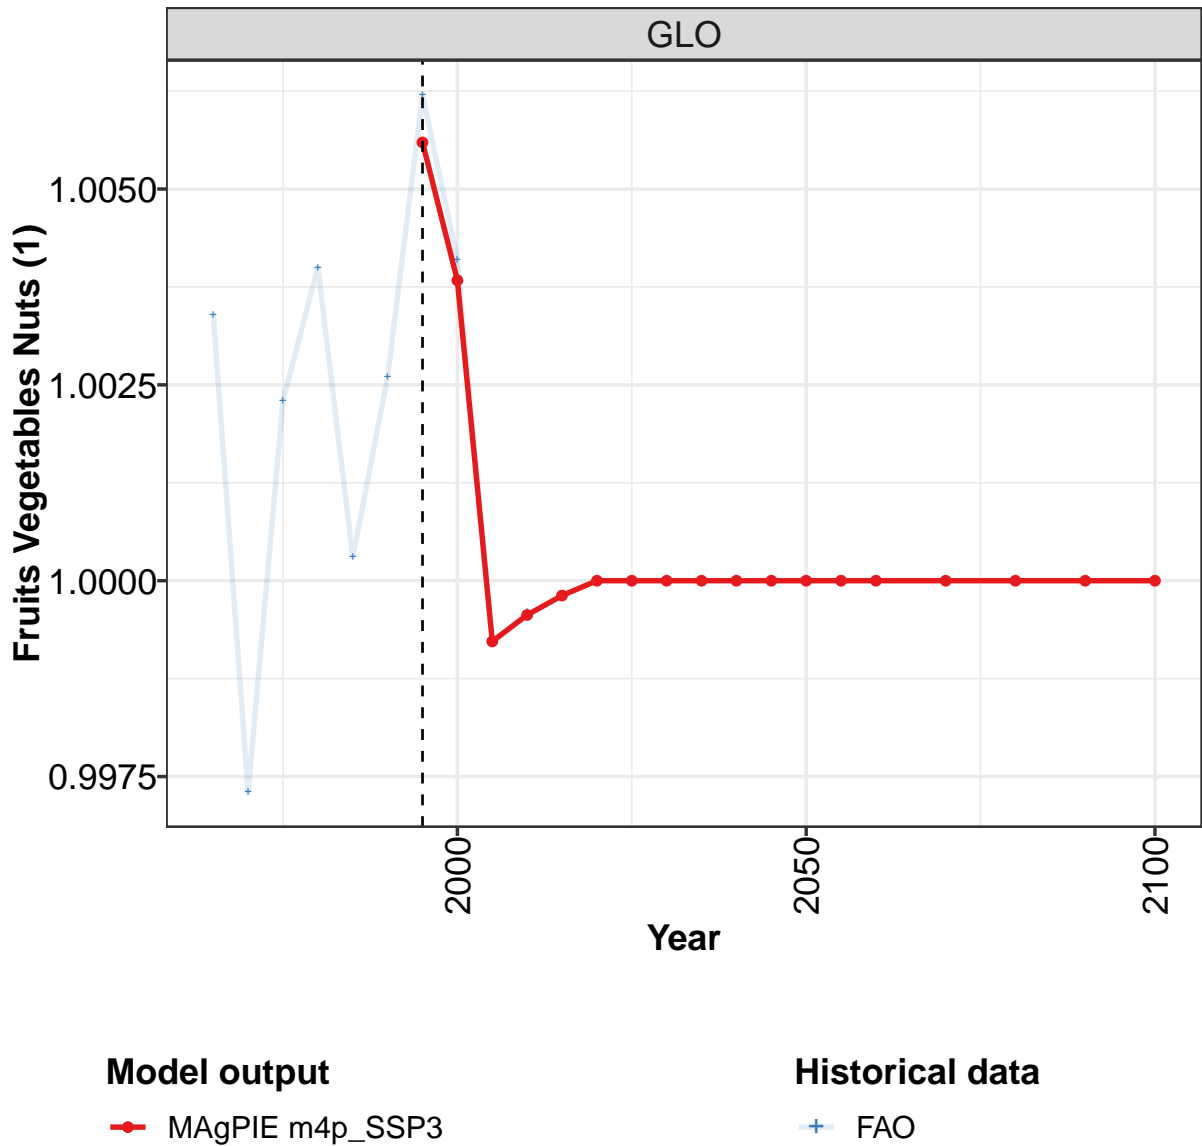 GLO
Fruits Vegetables Nuts (1)
1.0050
1.0025
1.0000
0.9975
2000
2050
2100
Year
Model output
Historical data
MAgPIE m4p_SSP3
FAO